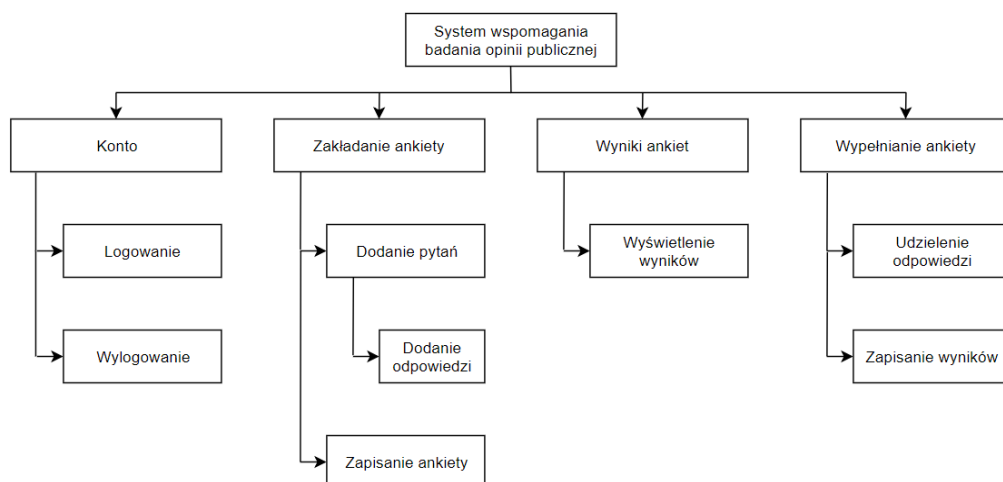 System wspomagania
badania opinii publicznej
Konto
Zakładanie ankiety
Wyniki ankiet
Wypełnianie ankiety
Logowanie
Dodanie pytań
Wyświetlenie
wyników
Udzielenie
odpowiedzi
Wylogowanie
Dodanie
odpowiedzi
Zapisanie wyników
Zapisanie ankiety